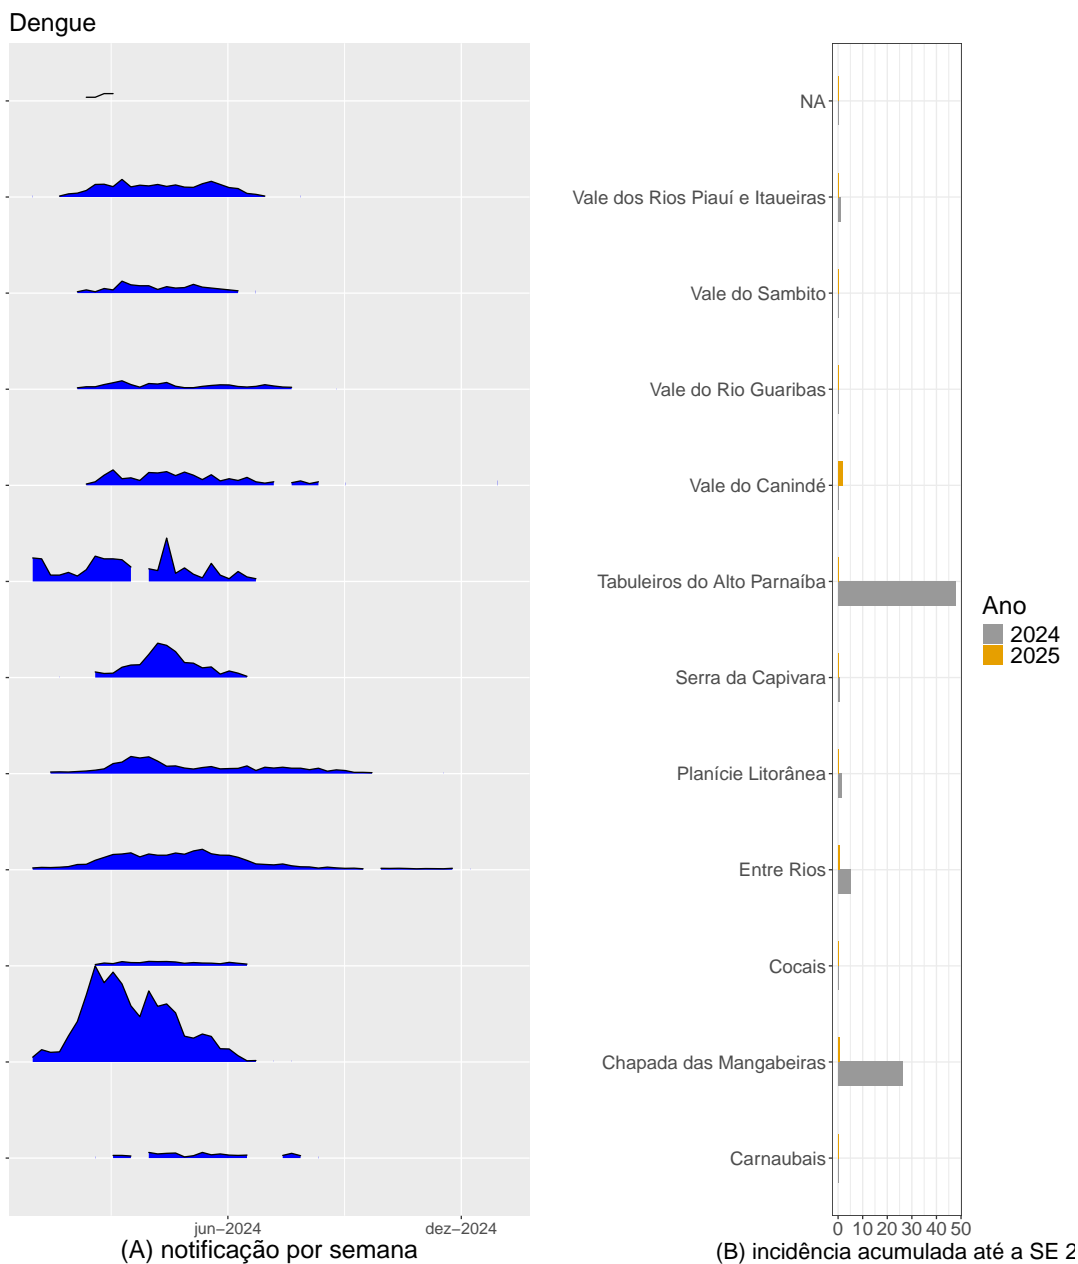 Dengue
NA
Vale dos Rios Piauí e Itaueiras
Vale do Sambito
Vale do Rio Guaribas
Vale do Canindé
Tabuleiros do Alto Parnaíba
Serra da Capivara
Planície Litorânea
Entre Rios
Cocais
Chapada das Mangabeiras
Carnaubais
Ano
2024
2025
jun–2024 dez–2024
0 10 20 30 40 50
(A) notificação por semana
(B) incidência acumulada até a SE 2